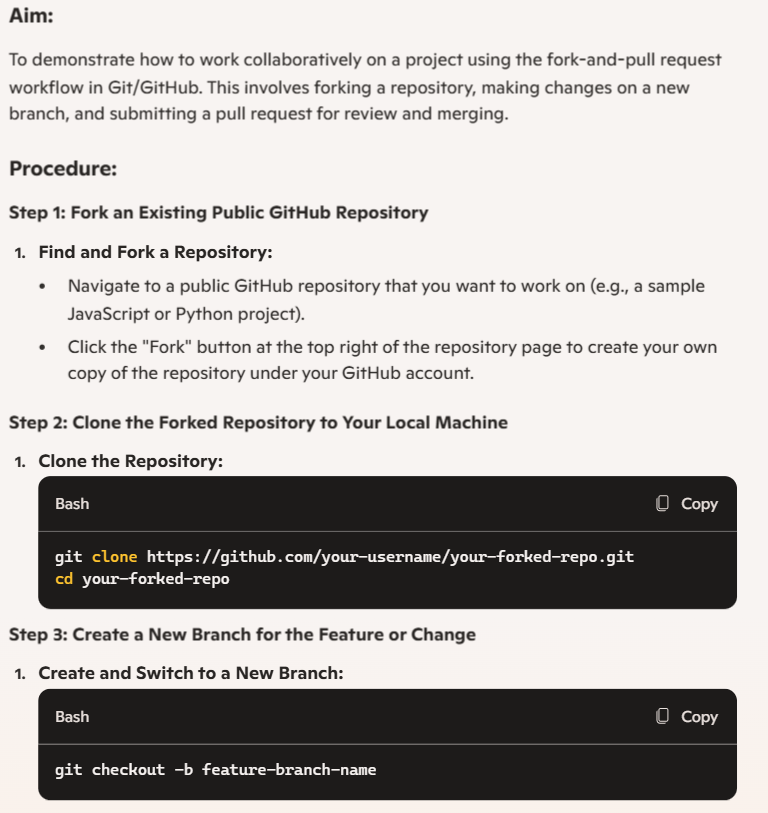 Aim:
To demonstrate how to work collaboratively on a project using the fork-and-pull request
workflow in Git/GitHub. This involves forking a repository, making changes on a new
branch, and submitting a pull request for review and merging.
Procedure:
Step 1: Fork an Existing Public GitHub Repository
1. Find and Fork a Repository:
• Navigate to a public GitHub repository that you want to work on (e.g., a sample
JavaScript or Python project).
• Click the "Fork" button at the top right of the repository page to create your own
copy of the repository under your GitHub account.
Step 2: Clone the Forked Repository to Your Local Machine
1. Clone the Repository:
Bash Copy
git clone https://github.com/your-username/your-forked-repo.git
cd your-forked-repo
Step 3: Create a New Branch for the Feature or Change
1. Create and Switch to a New Branch:
Bash Copy
git checkout -b feature-branch-name